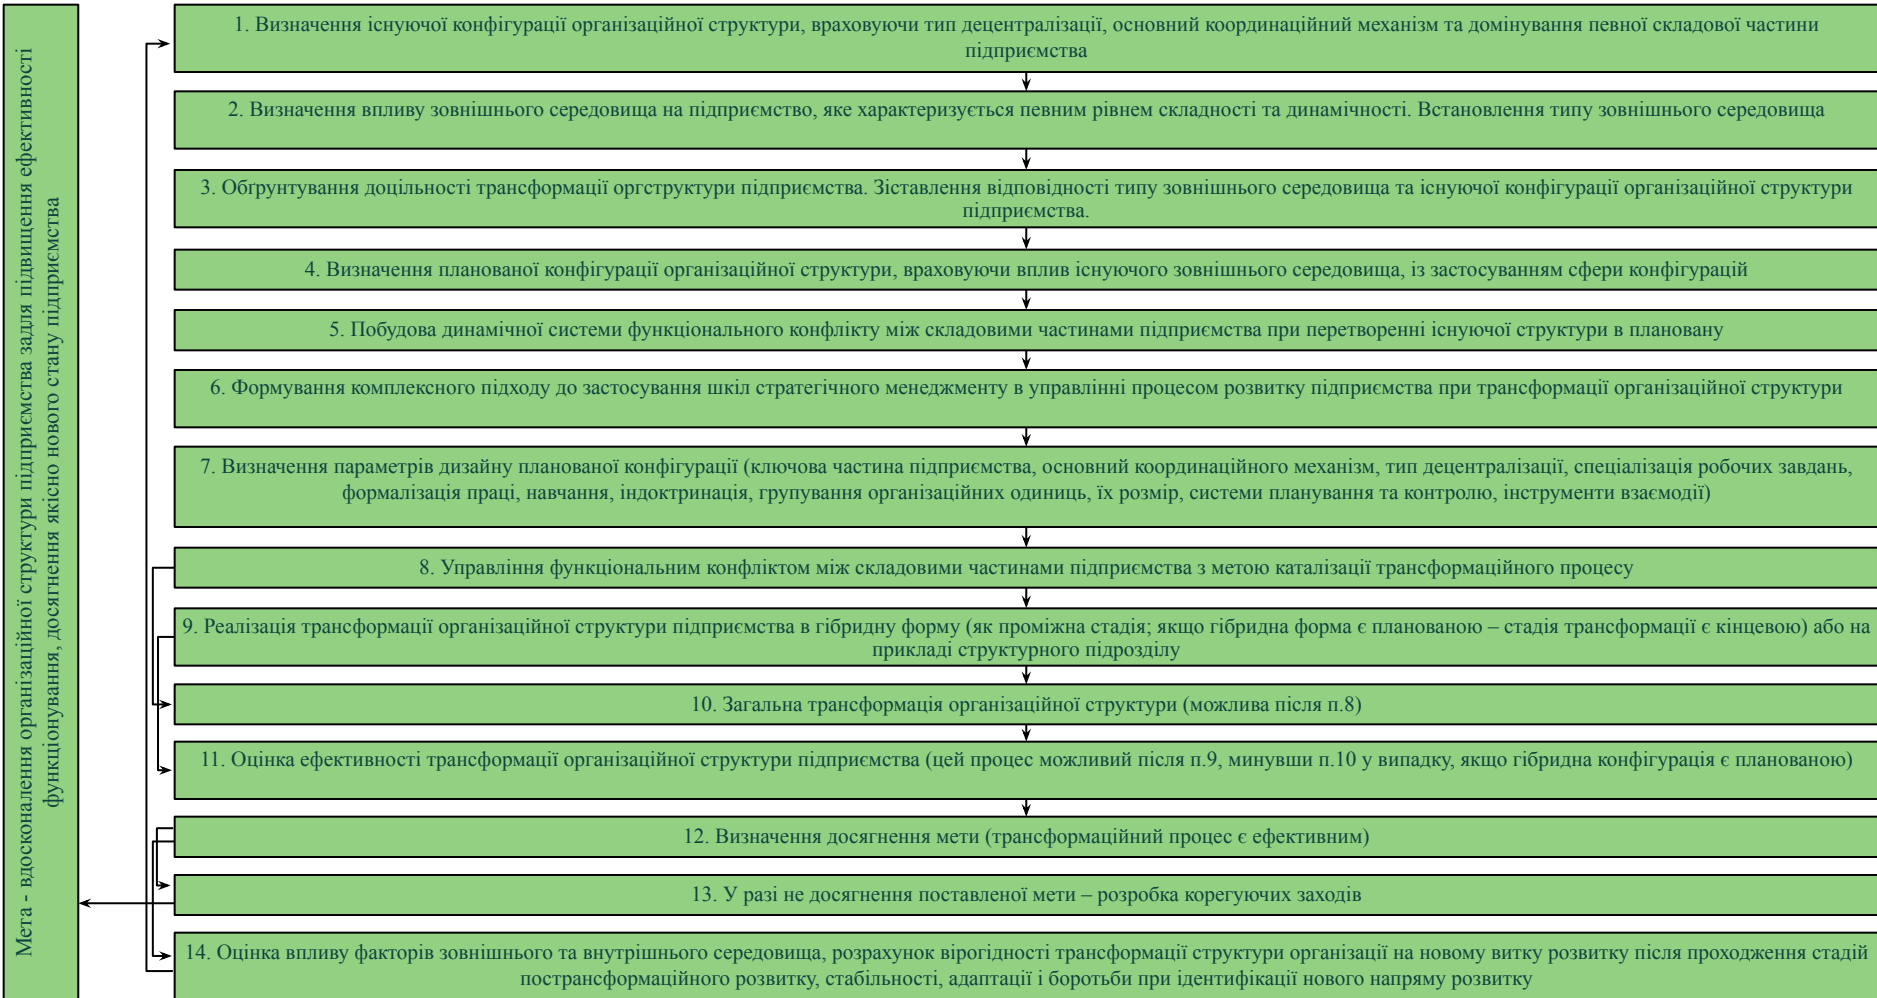 Мета - вдосконалення організаційної структури підприємства задля підвищення ефективності
функціонування, досягнення якісно нового стану підприємства
1. Визначення існуючої конфігурації організаційної структури, враховуючи тип децентралізації, основний координаційний механізм та домінування певної складової частини
підприємства
2. Визначення впливу зовнішнього середовища на підприємство, яке характеризується певним рівнем складності та динамічності. Встановлення типу зовнішнього середовища
3. Обґрунтування доцільності трансформації оргструктури підприємства. Зіставлення відповідності типу зовнішнього середовища та існуючої конфігурації організаційної структури
підприємства.
4. Визначення планованої конфігурації організаційної структури, враховуючи вплив існуючого зовнішнього середовища, із застосуванням сфери конфігурацій
5. Побудова динамічної системи функціонального конфлікту між складовими частинами підприємства при перетворенні існуючої структури в плановану
6. Формування комплексного підходу до застосування шкіл стратегічного менеджменту в управлінні процесом розвитку підприємства при трансформації організаційної структури
7. Визначення параметрів дизайну планованої конфігурації (ключова частина підприємства, основний координаційного механізм, тип децентралізації, спеціалізація робочих завдань,
формалізація праці, навчання, індоктринація, групування організаційних одиниць, їх розмір, системи планування та контролю, інструменти взаємодії)
8. Управління функціональним конфліктом між складовими частинами підприємства з метою каталізації трансформаційного процесу
9. Реалізація трансформації організаційної структури підприємства в гібридну форму (як проміжна стадія; якщо гібридна форма є планованою – стадія трансформації є кінцевою) або на
прикладі структурного підрозділу
10. Загальна трансформація організаційної структури (можлива після п.8)
11. Оцінка ефективності трансформації організаційної структури підприємства (цей процес можливий після п.9, минувши п.10 у випадку, якщо гібридна конфігурація є планованою)
12. Визначення досягнення мети (трансформаційний процес є ефективним)
13. У разі не досягнення поставленої мети – розробка корегуючих заходів
14. Оцінка впливу факторів зовнішнього та внутрішнього середовища, розрахунок вірогідності трансформації структури організації на новому витку розвитку після проходження стадій
пострансформаційного розвитку, стабільності, адаптації і боротьби при ідентифікації нового напряму розвитку